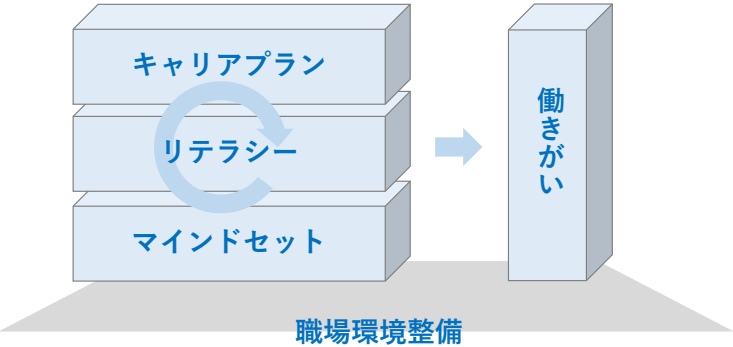 キャリアプラン
リテラシー
マインドセット
働きがい
職場環境整備